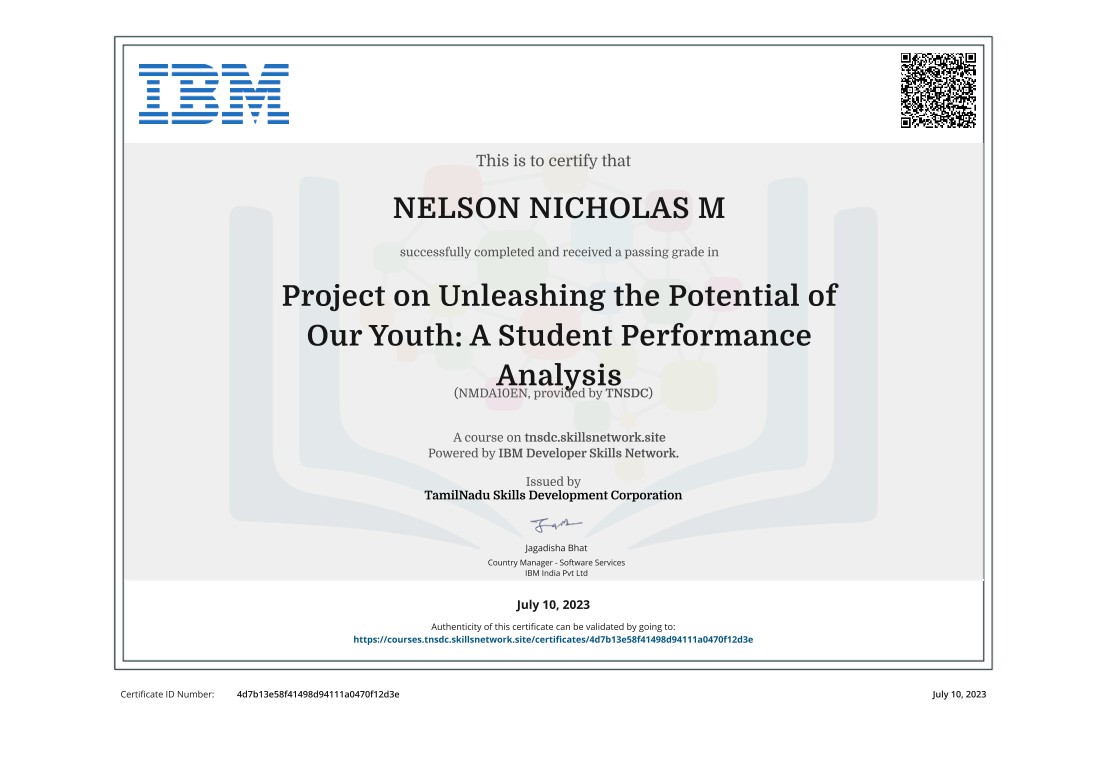 IBM
This is to certify that
NELSON NICHOLAS M
successfully completed and received a passing grade in
Project on Unleashing the Potential of
Our Youth: A Student Performance
Analysis
(NMDA10EN, provided by TNSDC)
A course on tnsdc.skillsnetwork.site
Powered by IBM Developer Skills Network.
Issued by
TamilNadu Skills Development Corporation
Jagadisha Bhat
Country Manager - Software Services
IBM India Pvt Ltd
July 10, 2023
Authenticity of this certificate can be validated by going to:
https://courses.tnsdc.skillsnetwork.site/certificates/4d7b13e58f41498d94111a0470f12d3e
Certificate ID Number: 4d7b13e58f41498d94111a0470f12d3e July 10, 2023